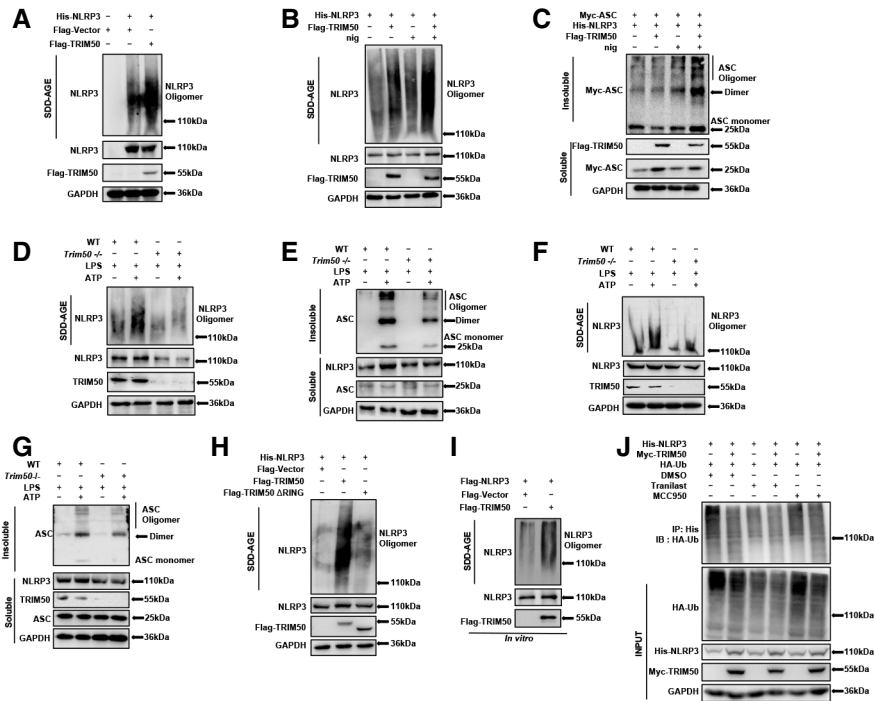 A
His-NLRP3 - + +
Flag-Vector + + -
Flag-TRIM50 - - +
SDD-AGE
NLRP3
NLRP3
Oligomer
110kDa
NLRP3
110kDa
Flag-TRIM50
55kDa
GAPDH
36kDa
B
His-NLRP3 + + + +
Flag-TRIM50 - + - +
nig - - + +
SDD-AGE
NLRP3
NLRP3
Oligomer
110kDa
NLRP3
110kDa
Flag-TRIM50
55kDa
GAPDH
36kDa
C
Myc-ASC + + + +
His-NLRP3 + + + +
Flag-TRIM50 - + - +
nig - - + +
Insoluble
Myc-ASC
ASC
Oligomer
Dimer
ASC monomer
25kDa
Soluble
Flag-TRIM50
55kDa
Myc-ASC
25kDa
GAPDH
36kDa
D
WT + + - -
Trim50 -/- - - + +
LPS + + + +
ATP - + - +
SDD-AGE
NLRP3
NLRP3
Oligomer
110kDa
NLRP3
110kDa
TRIM50
55kDa
GAPDH
36kDa
E
WT + + - -
Trim50 -/- - - + +
LPS + + + +
ATP - + - +
Insoluble
ASC
ASC
Oligomer
Dimer
ASC monomer
25kDa
Soluble
NLRP3
110kDa
ASC
25kDa
GAPDH
36kDa
F
WT + + - -
Trim50 -/- - - + +
LPS + + + +
ATP - + - +
SDD-AGE
NLRP3
NLRP3
Oligomer
110kDa
NLRP3
110kDa
TRIM50
55kDa
GAPDH
36kDa
G
WT + + - -
Trim50-/- - - + +
LPS + + + +
ATP - + - +
Insoluble
ASC
ASC
Oligomer
Dimer
ASC monomer
Soluble
NLRP3
110kDa
TRIM50
55kDa
ASC
25kDa
GAPDH
36kDa
H
His-NLRP3 + + +
Flag-Vector + - -
Flag-TRIM50 - + -
Flag-TRIM50 ΔRING - - +
SDD-AGE
NLRP3
NLRP3
Oligomer
110kDa
NLRP3
110kDa
Flag-TRIM50
55kDa
GAPDH
36kDa
I
Flag-NLRP3 + +
Flag-Vector + -
Flag-TRIM50 - +
SDD-AGE
NLRP3
NLRP3
Oligomer
110kDa
NLRP3
110kDa
Flag-TRIM50
55kDa
In vitro
J
His-NLRP3 + + + + + +
Myc-TRIM50 - + - + - +
HA-Ub + + + + + +
DMSO + + - - - -
Tranilast - - + + - -
MCC950 - - - - + +
IP: His
IB : HA-Ub
110kDa
INPUT
HA-Ub
110kDa
His-NLRP3
110kDa
Myc-TRIM50
55kDa
GAPDH
36kDa